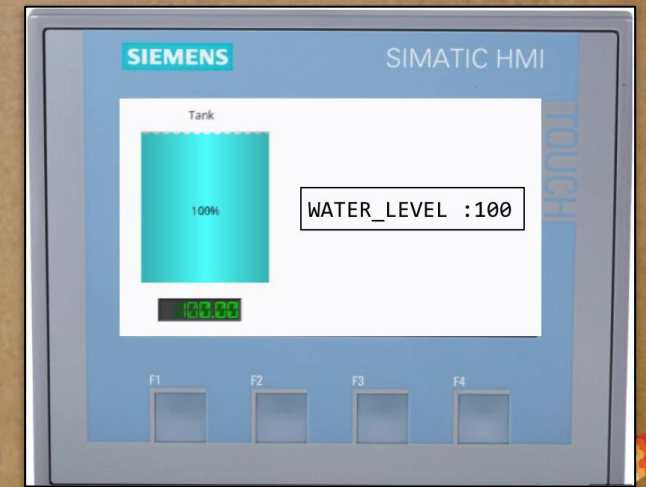 SIEMENS
SIMATIC HMI
TOUCH
Tank
100%
WATER_LEVEL :100
100.00
F1
F2
F3
F4